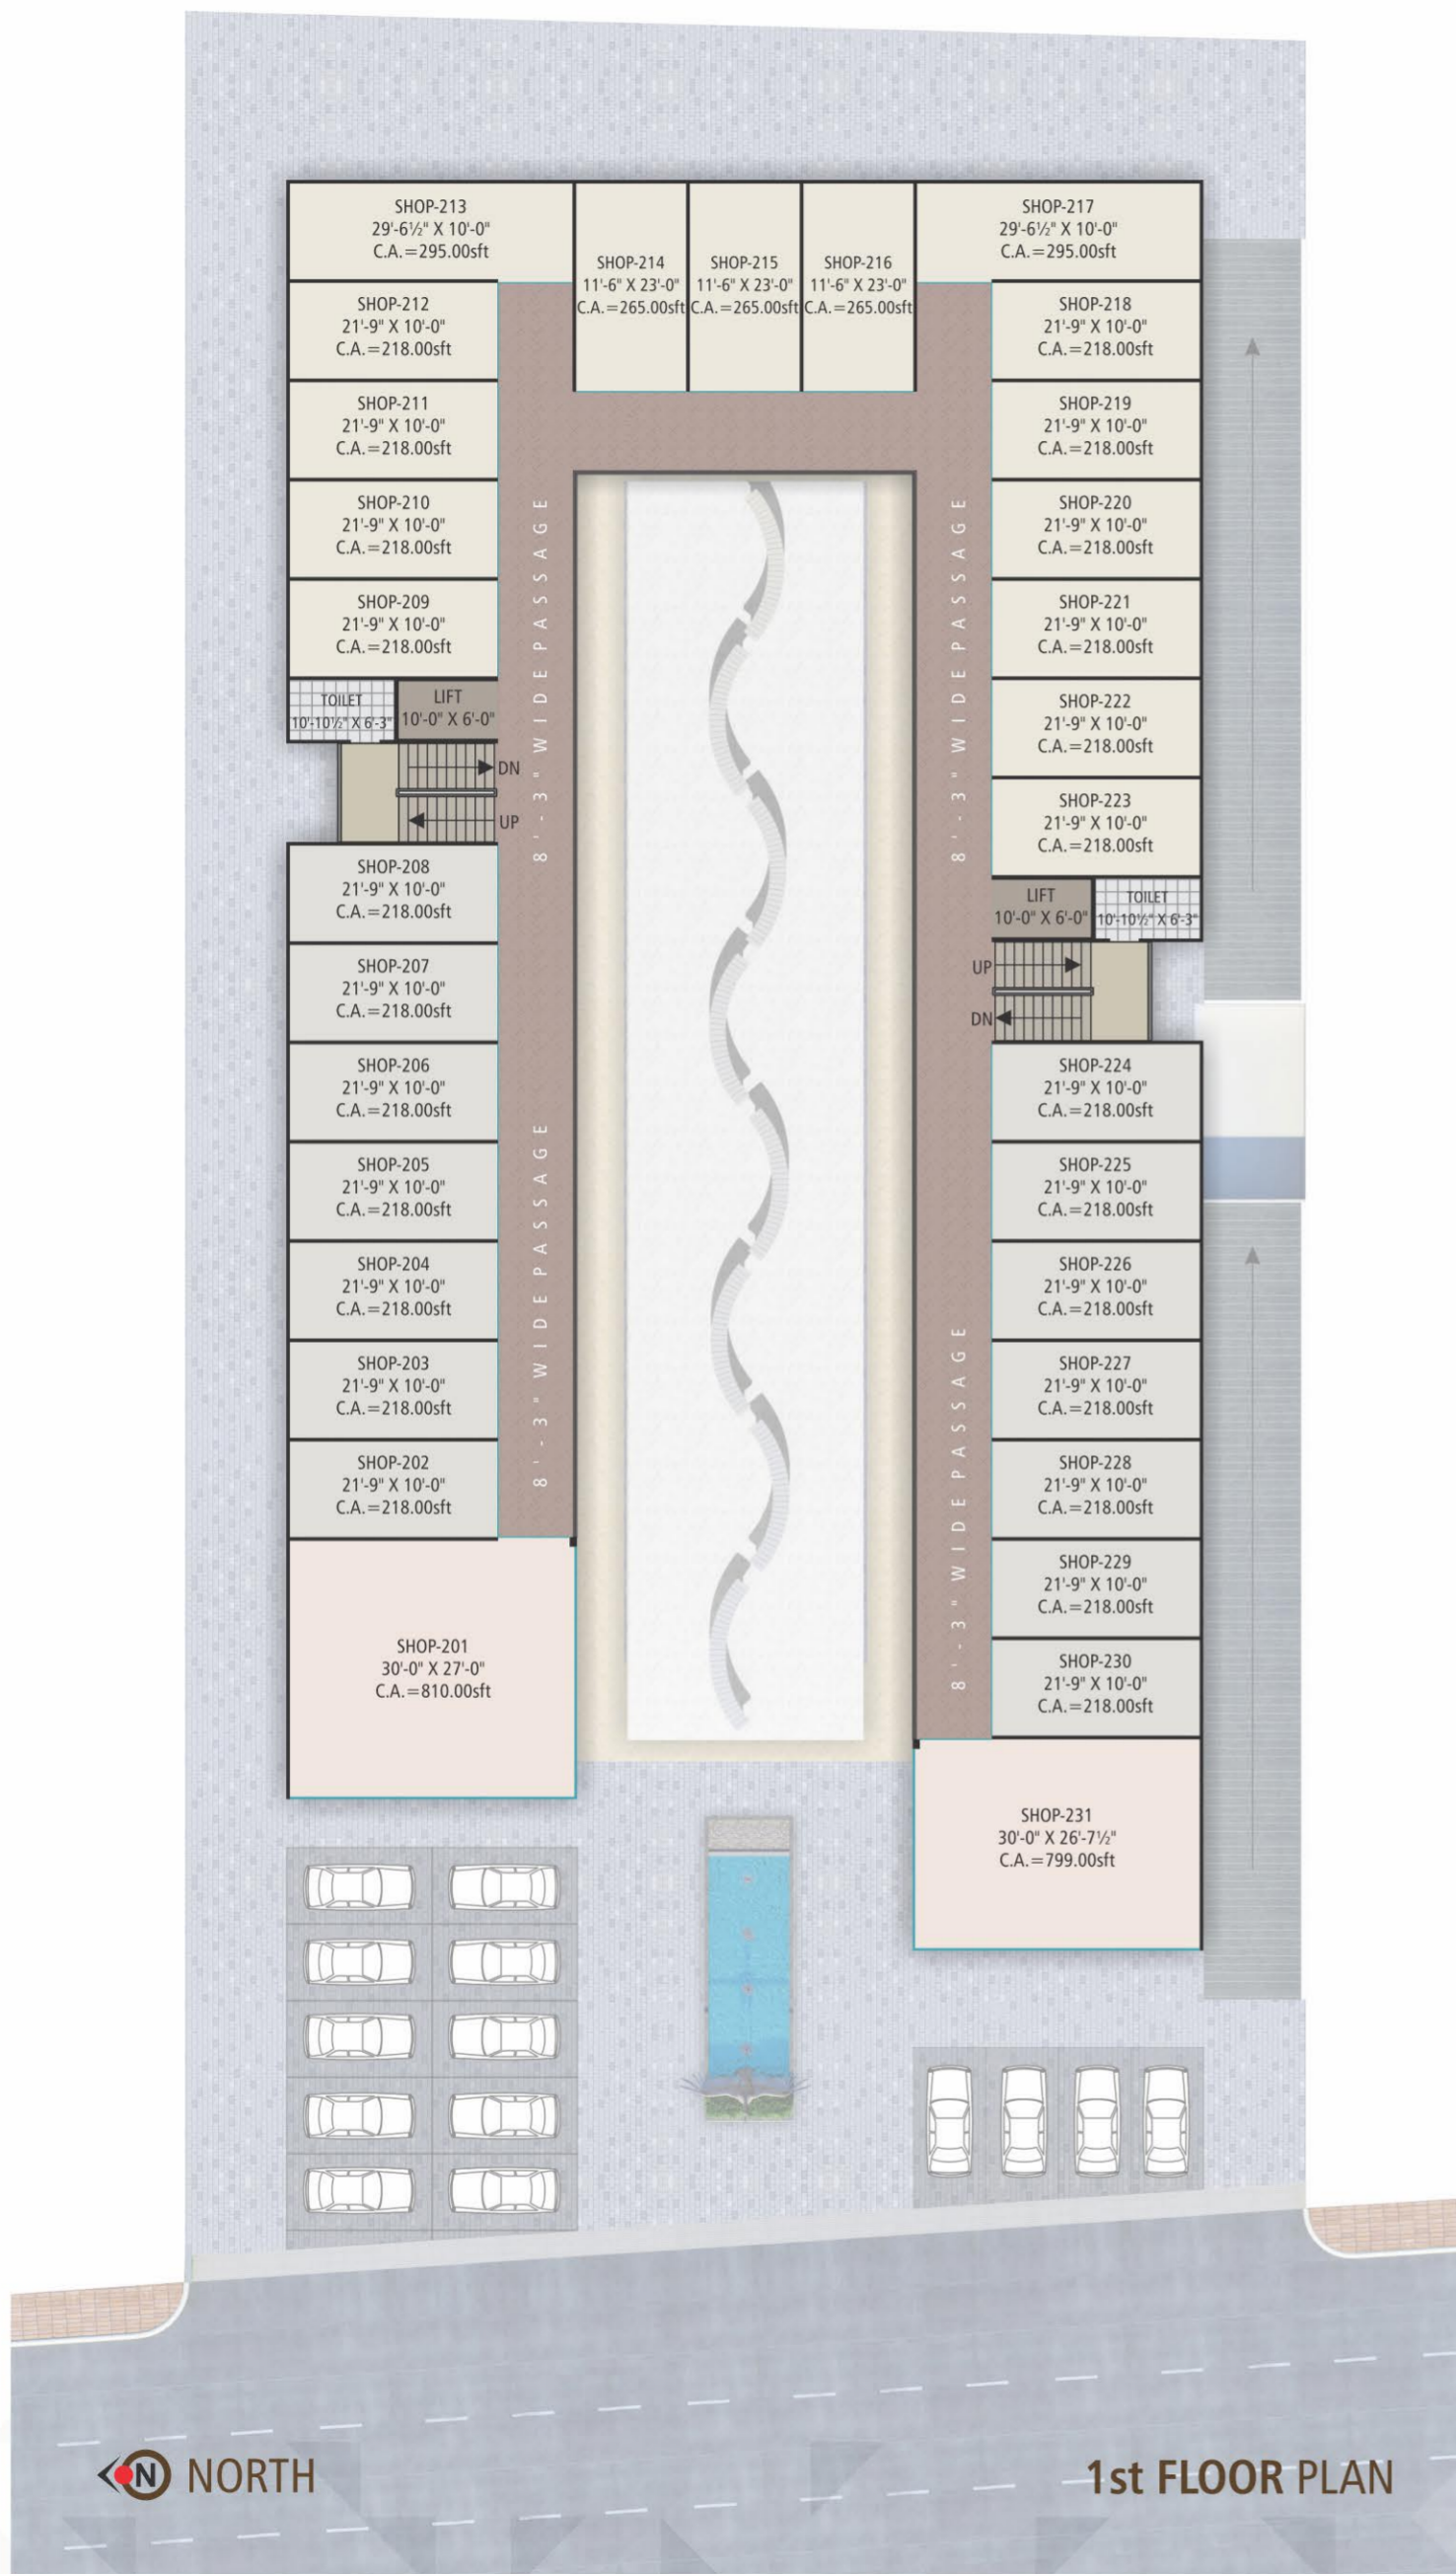 SHOP-213
29'-6½" X 10'-0"
C.A.=295.00sft
SHOP-214
11'-6" X 23'-0"
C.A.=265.00sft
SHOP-215
11'-6" X 23'-0"
C.A.=265.00sft
SHOP-216
11'-6" X 23'-0"
C.A.=265.00sft
SHOP-217
29'-6½" X 10'-0"
C.A.=295.00sft
SHOP-212
21'-9" X 10'-0"
C.A.=218.00sft
SHOP-211
21'-9" X 10'-0"
C.A.=218.00sft
SHOP-210
21'-9" X 10'-0"
C.A.=218.00sft
SHOP-209
21'-9" X 10'-0"
C.A.=218.00sft
TOILET
10'-10½" X 6'-3"
LIFT
10'-0" X 6'-0"
DN
UP
SHOP-208
21'-9" X 10'-0"
C.A.=218.00sft
SHOP-207
21'-9" X 10'-0"
C.A.=218.00sft
SHOP-206
21'-9" X 10'-0"
C.A.=218.00sft
SHOP-205
21'-9" X 10'-0"
C.A.=218.00sft
SHOP-204
21'-9" X 10'-0"
C.A.=218.00sft
SHOP-203
21'-9" X 10'-0"
C.A.=218.00sft
SHOP-202
21'-9" X 10'-0"
C.A.=218.00sft
SHOP-201
30'-0" X 27'-0"
C.A.=810.00sft
8'-3" WIDE PASSAGE
8'-3" WIDE PASSAGE
8'-3" WIDE PASSAGE
8'-3" WIDE PASSAGE
SHOP-218
21'-9" X 10'-0"
C.A.=218.00sft
SHOP-219
21'-9" X 10'-0"
C.A.=218.00sft
SHOP-220
21'-9" X 10'-0"
C.A.=218.00sft
SHOP-221
21'-9" X 10'-0"
C.A.=218.00sft
SHOP-222
21'-9" X 10'-0"
C.A.=218.00sft
SHOP-223
21'-9" X 10'-0"
C.A.=218.00sft
LIFT
10'-0" X 6'-0"
TOILET
10'-10½" X 6'-3"
UP
DN
SHOP-224
21'-9" X 10'-0"
C.A.=218.00sft
SHOP-225
21'-9" X 10'-0"
C.A.=218.00sft
SHOP-226
21'-9" X 10'-0"
C.A.=218.00sft
SHOP-227
21'-9" X 10'-0"
C.A.=218.00sft
SHOP-228
21'-9" X 10'-0"
C.A.=218.00sft
SHOP-229
21'-9" X 10'-0"
C.A.=218.00sft
SHOP-230
21'-9" X 10'-0"
C.A.=218.00sft
SHOP-231
30'-0" X 26'-7½"
C.A.=799.00sft
N NORTH
1st FLOOR PLAN